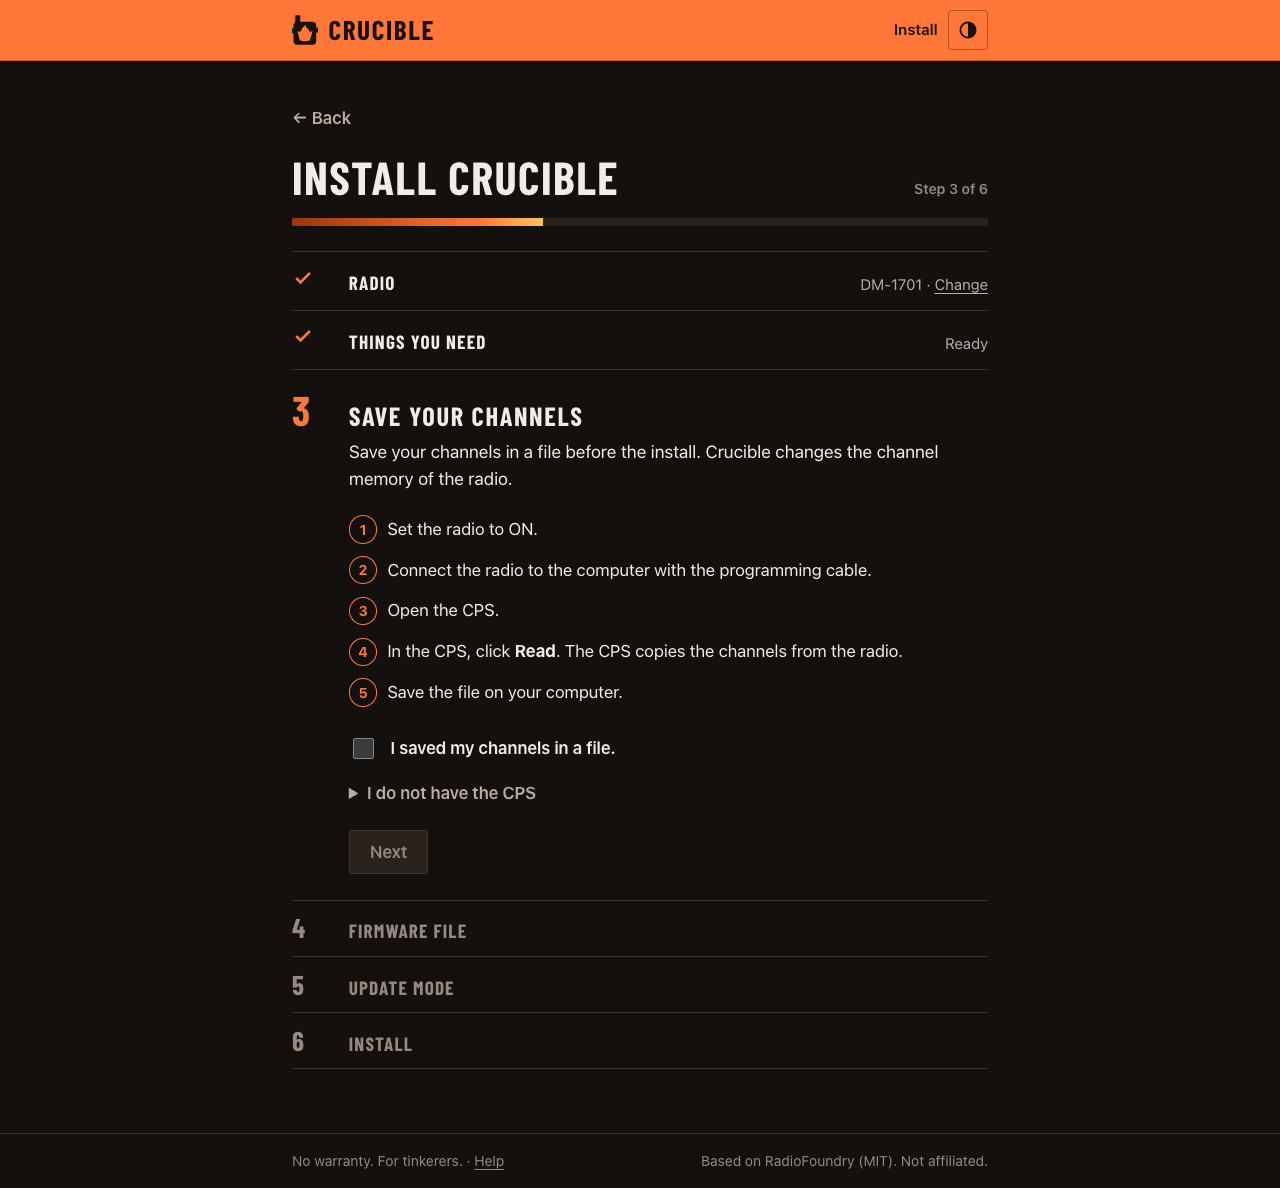 CRUCIBLE
Install
← Back
INSTALL CRUCIBLE
Step 3 of 6
RADIO
DM-1701 · Change
THINGS YOU NEED
Ready
3
SAVE YOUR CHANNELS
Save your channels in a file before the install. Crucible changes the channel
memory of the radio.
1 Set the radio to ON.
2 Connect the radio to the computer with the programming cable.
3 Open the CPS.
4 In the CPS, click Read. The CPS copies the channels from the radio.
5 Save the file on your computer.
I saved my channels in a file.
I do not have the CPS
Next
4 FIRMWARE FILE
5 UPDATE MODE
6 INSTALL
No warranty. For tinkerers. · Help
Based on RadioFoundry (MIT). Not affiliated.